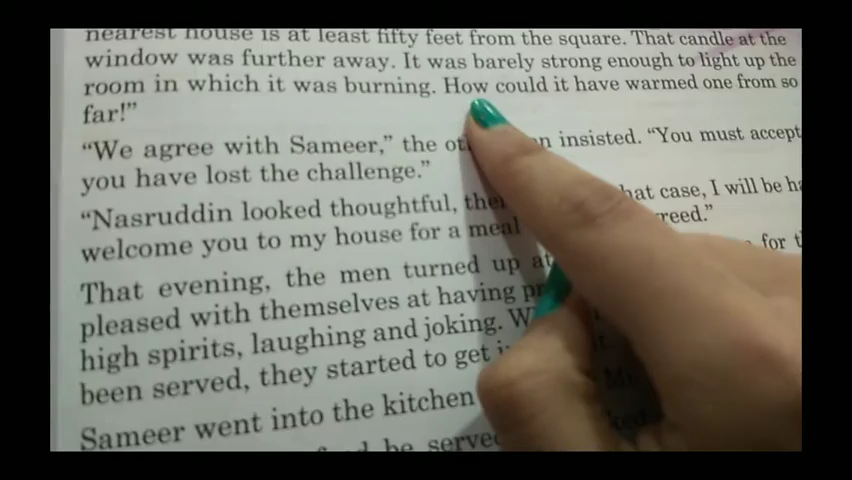 nearest house is at least fifty feet from the square. That candle at the
window was further away. It was barely strong enough to light up the
room in which it was burning. How could it have warmed one from so
far!"
"We agree with Sameer," the insisted. "You must accept
you have lost the challenge."
"Nasruddin looked thoughtful, that case, I will be
welcome you to my house for a meal
That evening, the men turned up at
pleased with themselves at having
high spirits, laughing and joking.
been served, they started to get
Sameer went into the kitchen
be served